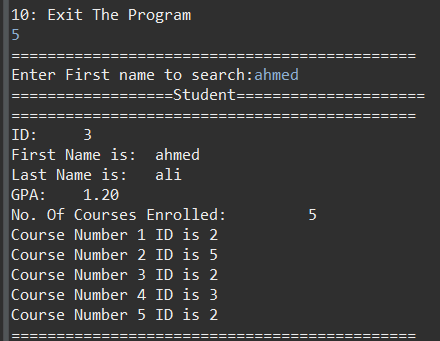 10: Exit The Program
5
=============================================
Enter First name to search:ahmed
==================Student=====================
=============================================
ID:     3
First Name is:  ahmed
Last Name is:   ali
GPA:    1.20
No. Of Courses Enrolled:         5
Course Number 1 ID is 2
Course Number 2 ID is 5
Course Number 3 ID is 2
Course Number 4 ID is 3
Course Number 5 ID is 2
=============================================